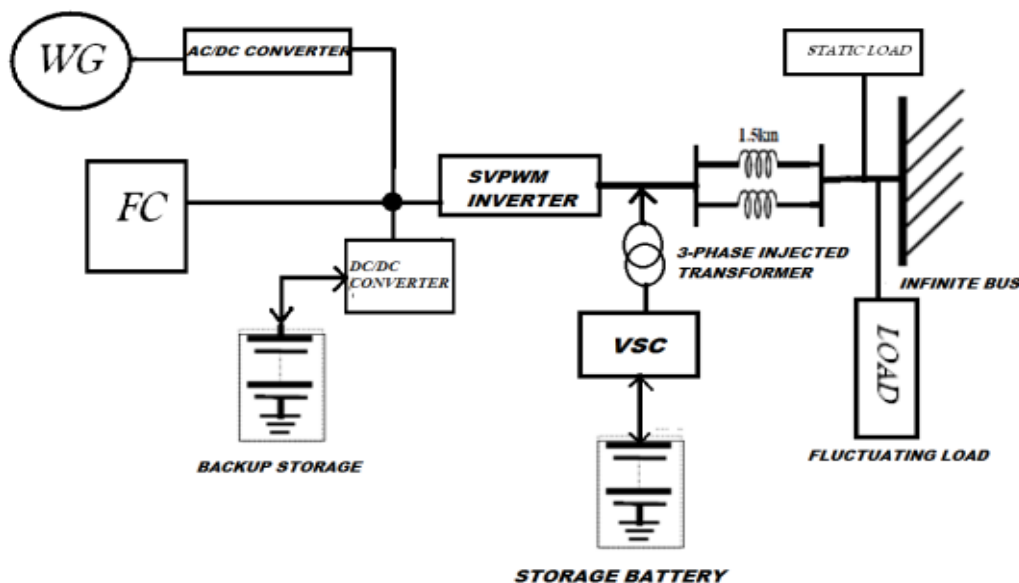 WG
AC/DC CONVERTER
STATIC LOAD
1.5km
FC
SVPWM
INVERTER
DC/DC
CONVERTER
3-PHASE INJECTED
TRANSFORMER
INFINITE BUS
VSC
LOAD
BACKUP STORAGE
FLUCTUATING LOAD
STORAGE BATTERY